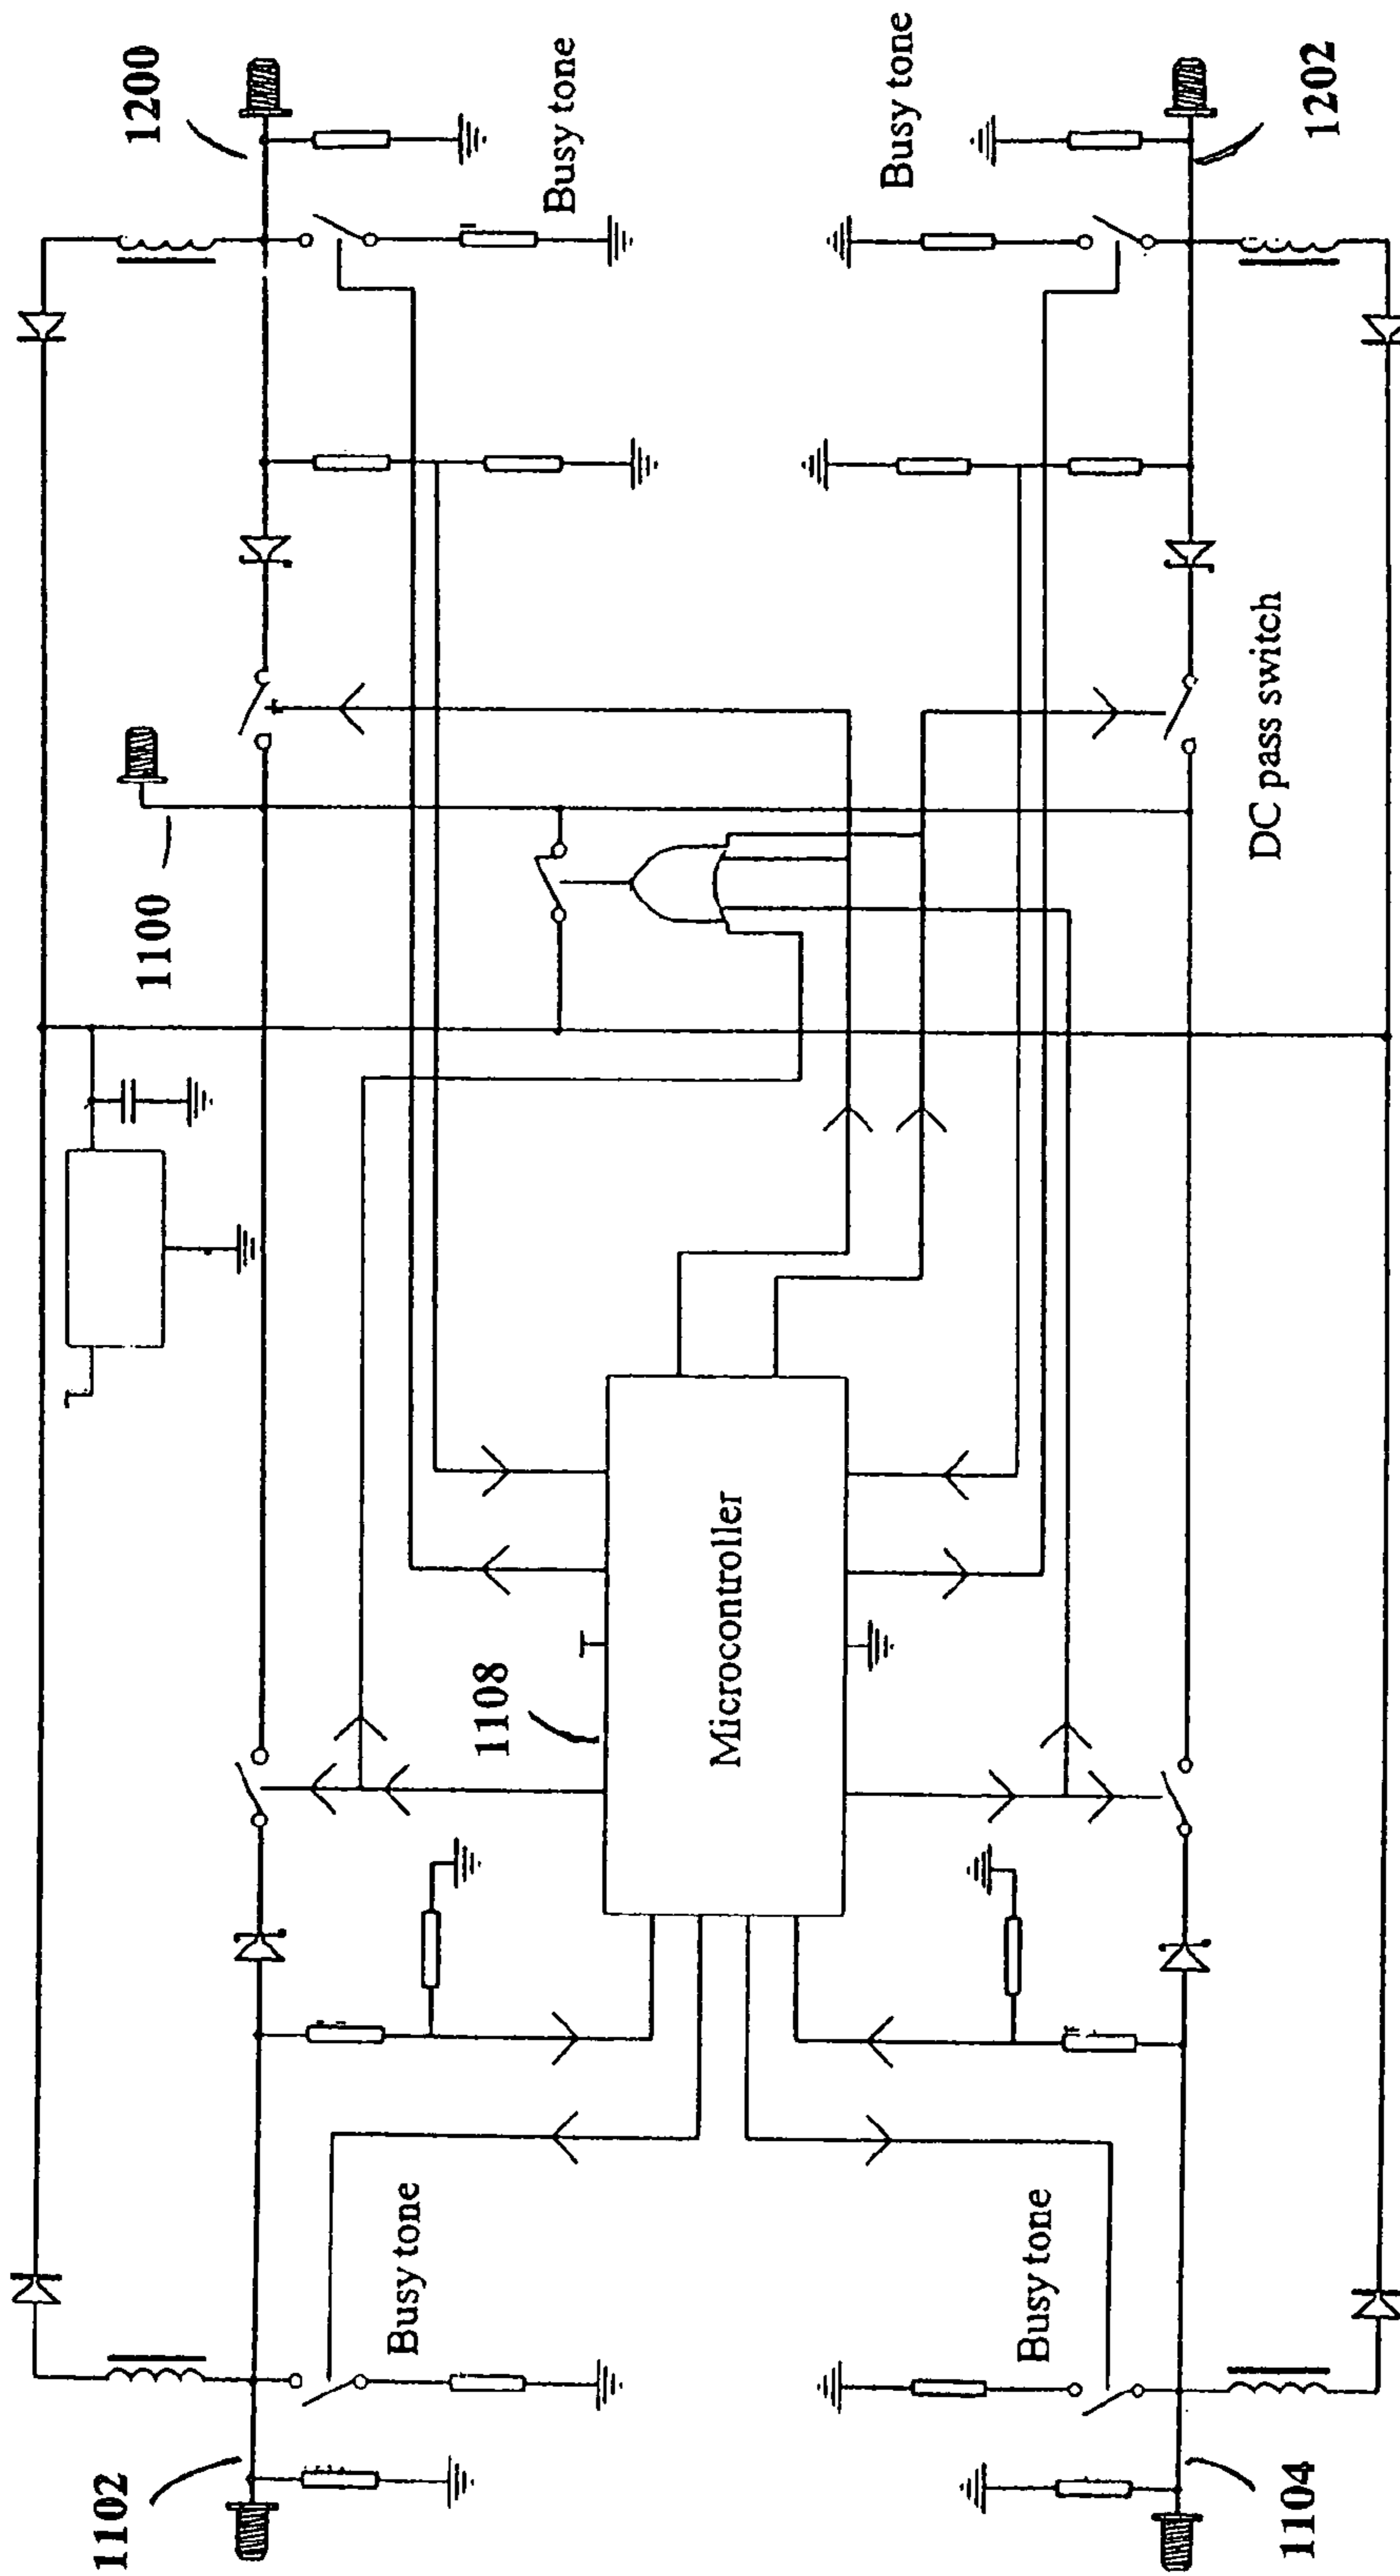 1102
1104
Busy tone
Busy tone
1108
Microcontroller
1100
DC pass switch
1200
Busy tone
Busy tone
1202